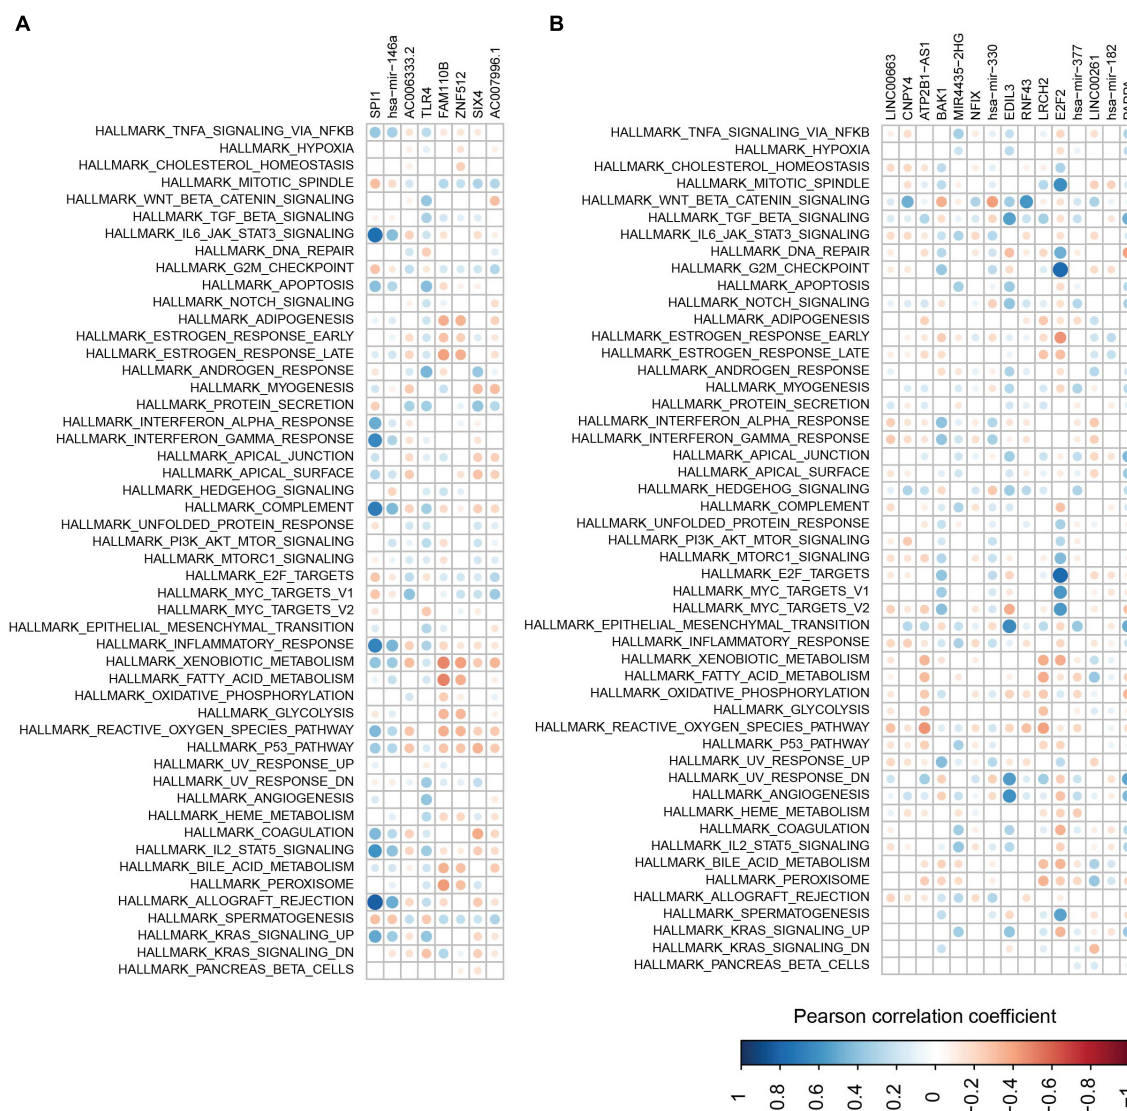 A
SPI1
hsa−mir−146a
AC006333.2
TLR4
FAM110B
ZNF512
SIX4
AC007996.1
HALLMARK_TNFA_SIGNALING_VIA_NFKB
HALLMARK_HYPOXIA
HALLMARK_CHOLESTEROL_HOMEOSTASIS
HALLMARK_MITOTIC_SPINDLE
HALLMARK_WNT_BETA_CATENIN_SIGNALING
HALLMARK_TGF_BETA_SIGNALING
HALLMARK_IL6_JAK_STAT3_SIGNALING
HALLMARK_DNA_REPAIR
HALLMARK_G2M_CHECKPOINT
HALLMARK_APOPTOSIS
HALLMARK_NOTCH_SIGNALING
HALLMARK_ADIPOGENESIS
HALLMARK_ESTROGEN_RESPONSE_EARLY
HALLMARK_ESTROGEN_RESPONSE_LATE
HALLMARK_ANDROGEN_RESPONSE
HALLMARK_MYOGENESIS
HALLMARK_PROTEIN_SECRETION
HALLMARK_INTERFERON_ALPHA_RESPONSE
HALLMARK_INTERFERON_GAMMA_RESPONSE
HALLMARK_APICAL_JUNCTION
HALLMARK_APICAL_SURFACE
HALLMARK_HEDGEHOG_SIGNALING
HALLMARK_COMPLEMENT
HALLMARK_UNFOLDED_PROTEIN_RESPONSE
HALLMARK_PI3K_AKT_MTOR_SIGNALING
HALLMARK_MTORC1_SIGNALING
HALLMARK_E2F_TARGETS
HALLMARK_MYC_TARGETS_V1
HALLMARK_MYC_TARGETS_V2
HALLMARK_EPITHELIAL_MESENCHYMAL_TRANSITION
HALLMARK_INFLAMMATORY_RESPONSE
HALLMARK_XENOBIOTIC_METABOLISM
HALLMARK_FATTY_ACID_METABOLISM
HALLMARK_OXIDATIVE_PHOSPHORYLATION
HALLMARK_GLYCOLYSIS
HALLMARK_REACTIVE_OXYGEN_SPECIES_PATHWAY
HALLMARK_P53_PATHWAY
HALLMARK_UV_RESPONSE_UP
HALLMARK_UV_RESPONSE_DN
HALLMARK_ANGIOGENESIS
HALLMARK_HEME_METABOLISM
HALLMARK_COAGULATION
HALLMARK_IL2_STAT5_SIGNALING
HALLMARK_BILE_ACID_METABOLISM
HALLMARK_PEROXISOME
HALLMARK_ALLOGRAFT_REJECTION
HALLMARK_SPERMATOGENESIS
HALLMARK_KRAS_SIGNALING_UP
HALLMARK_KRAS_SIGNALING_DN
HALLMARK_PANCREAS_BETA_CELLS
B
LINC00663
CNPY4
ATP2B1−AS1
BAK1
MIR4435−2HG
NFIX
hsa−mir−330
EDIL3
RNF43
LRCH2
E2F2
hsa−mir−377
LINC00261
hsa−mir−182
HALLMARK_TNFA_SIGNALING_VIA_NFKB
HALLMARK_HYPOXIA
HALLMARK_CHOLESTEROL_HOMEOSTASIS
HALLMARK_MITOTIC_SPINDLE
HALLMARK_WNT_BETA_CATENIN_SIGNALING
HALLMARK_TGF_BETA_SIGNALING
HALLMARK_IL6_JAK_STAT3_SIGNALING
HALLMARK_DNA_REPAIR
HALLMARK_G2M_CHECKPOINT
HALLMARK_APOPTOSIS
HALLMARK_NOTCH_SIGNALING
HALLMARK_ADIPOGENESIS
HALLMARK_ESTROGEN_RESPONSE_EARLY
HALLMARK_ESTROGEN_RESPONSE_LATE
HALLMARK_ANDROGEN_RESPONSE
HALLMARK_MYOGENESIS
HALLMARK_PROTEIN_SECRETION
HALLMARK_INTERFERON_ALPHA_RESPONSE
HALLMARK_INTERFERON_GAMMA_RESPONSE
HALLMARK_APICAL_JUNCTION
HALLMARK_APICAL_SURFACE
HALLMARK_HEDGEHOG_SIGNALING
HALLMARK_COMPLEMENT
HALLMARK_UNFOLDED_PROTEIN_RESPONSE
HALLMARK_PI3K_AKT_MTOR_SIGNALING
HALLMARK_MTORC1_SIGNALING
HALLMARK_E2F_TARGETS
HALLMARK_MYC_TARGETS_V1
HALLMARK_MYC_TARGETS_V2
HALLMARK_EPITHELIAL_MESENCHYMAL_TRANSITION
HALLMARK_INFLAMMATORY_RESPONSE
HALLMARK_XENOBIOTIC_METABOLISM
HALLMARK_FATTY_ACID_METABOLISM
HALLMARK_OXIDATIVE_PHOSPHORYLATION
HALLMARK_GLYCOLYSIS
HALLMARK_REACTIVE_OXYGEN_SPECIES_PATHWAY
HALLMARK_P53_PATHWAY
HALLMARK_UV_RESPONSE_UP
HALLMARK_UV_RESPONSE_DN
HALLMARK_ANGIOGENESIS
HALLMARK_HEME_METABOLISM
HALLMARK_COAGULATION
HALLMARK_IL2_STAT5_SIGNALING
HALLMARK_BILE_ACID_METABOLISM
HALLMARK_PEROXISOME
HALLMARK_ALLOGRAFT_REJECTION
HALLMARK_SPERMATOGENESIS
HALLMARK_KRAS_SIGNALING_UP
HALLMARK_KRAS_SIGNALING_DN
HALLMARK_PANCREAS_BETA_CELLS
Pearson correlation coefficient
1
0.8
0.6
0.4
0.2
0
-0.2
-0.4
-0.6
-0.8